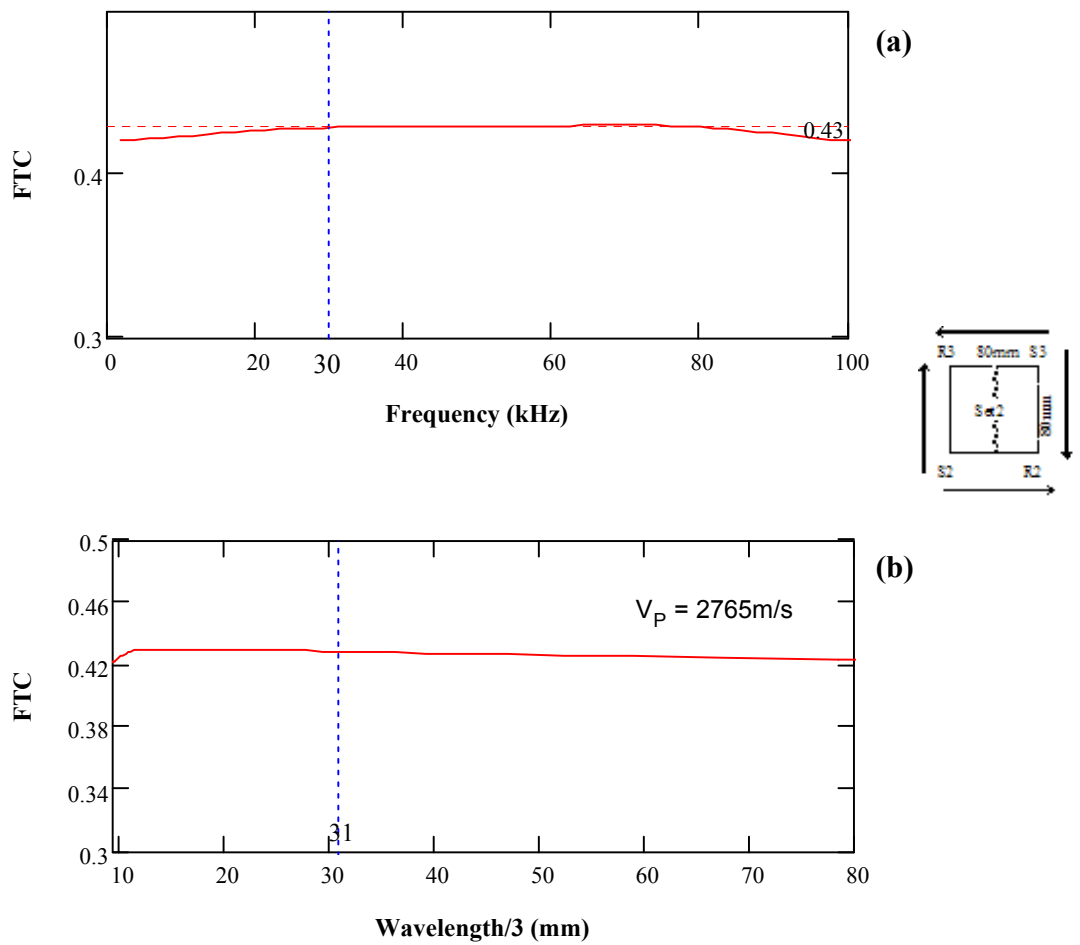 (a)
FTC
0.4
0.3
0.43
0 20 30 40 60 80 100
Frequency (kHz)
R3 80mm S3
Set2
80mm
S2 R2
(b)
FTC
0.5
0.46
0.42
0.38
0.34
0.3
V_P = 2765m/s
31
10 20 30 40 50 60 70 80
Wavelength/3 (mm)